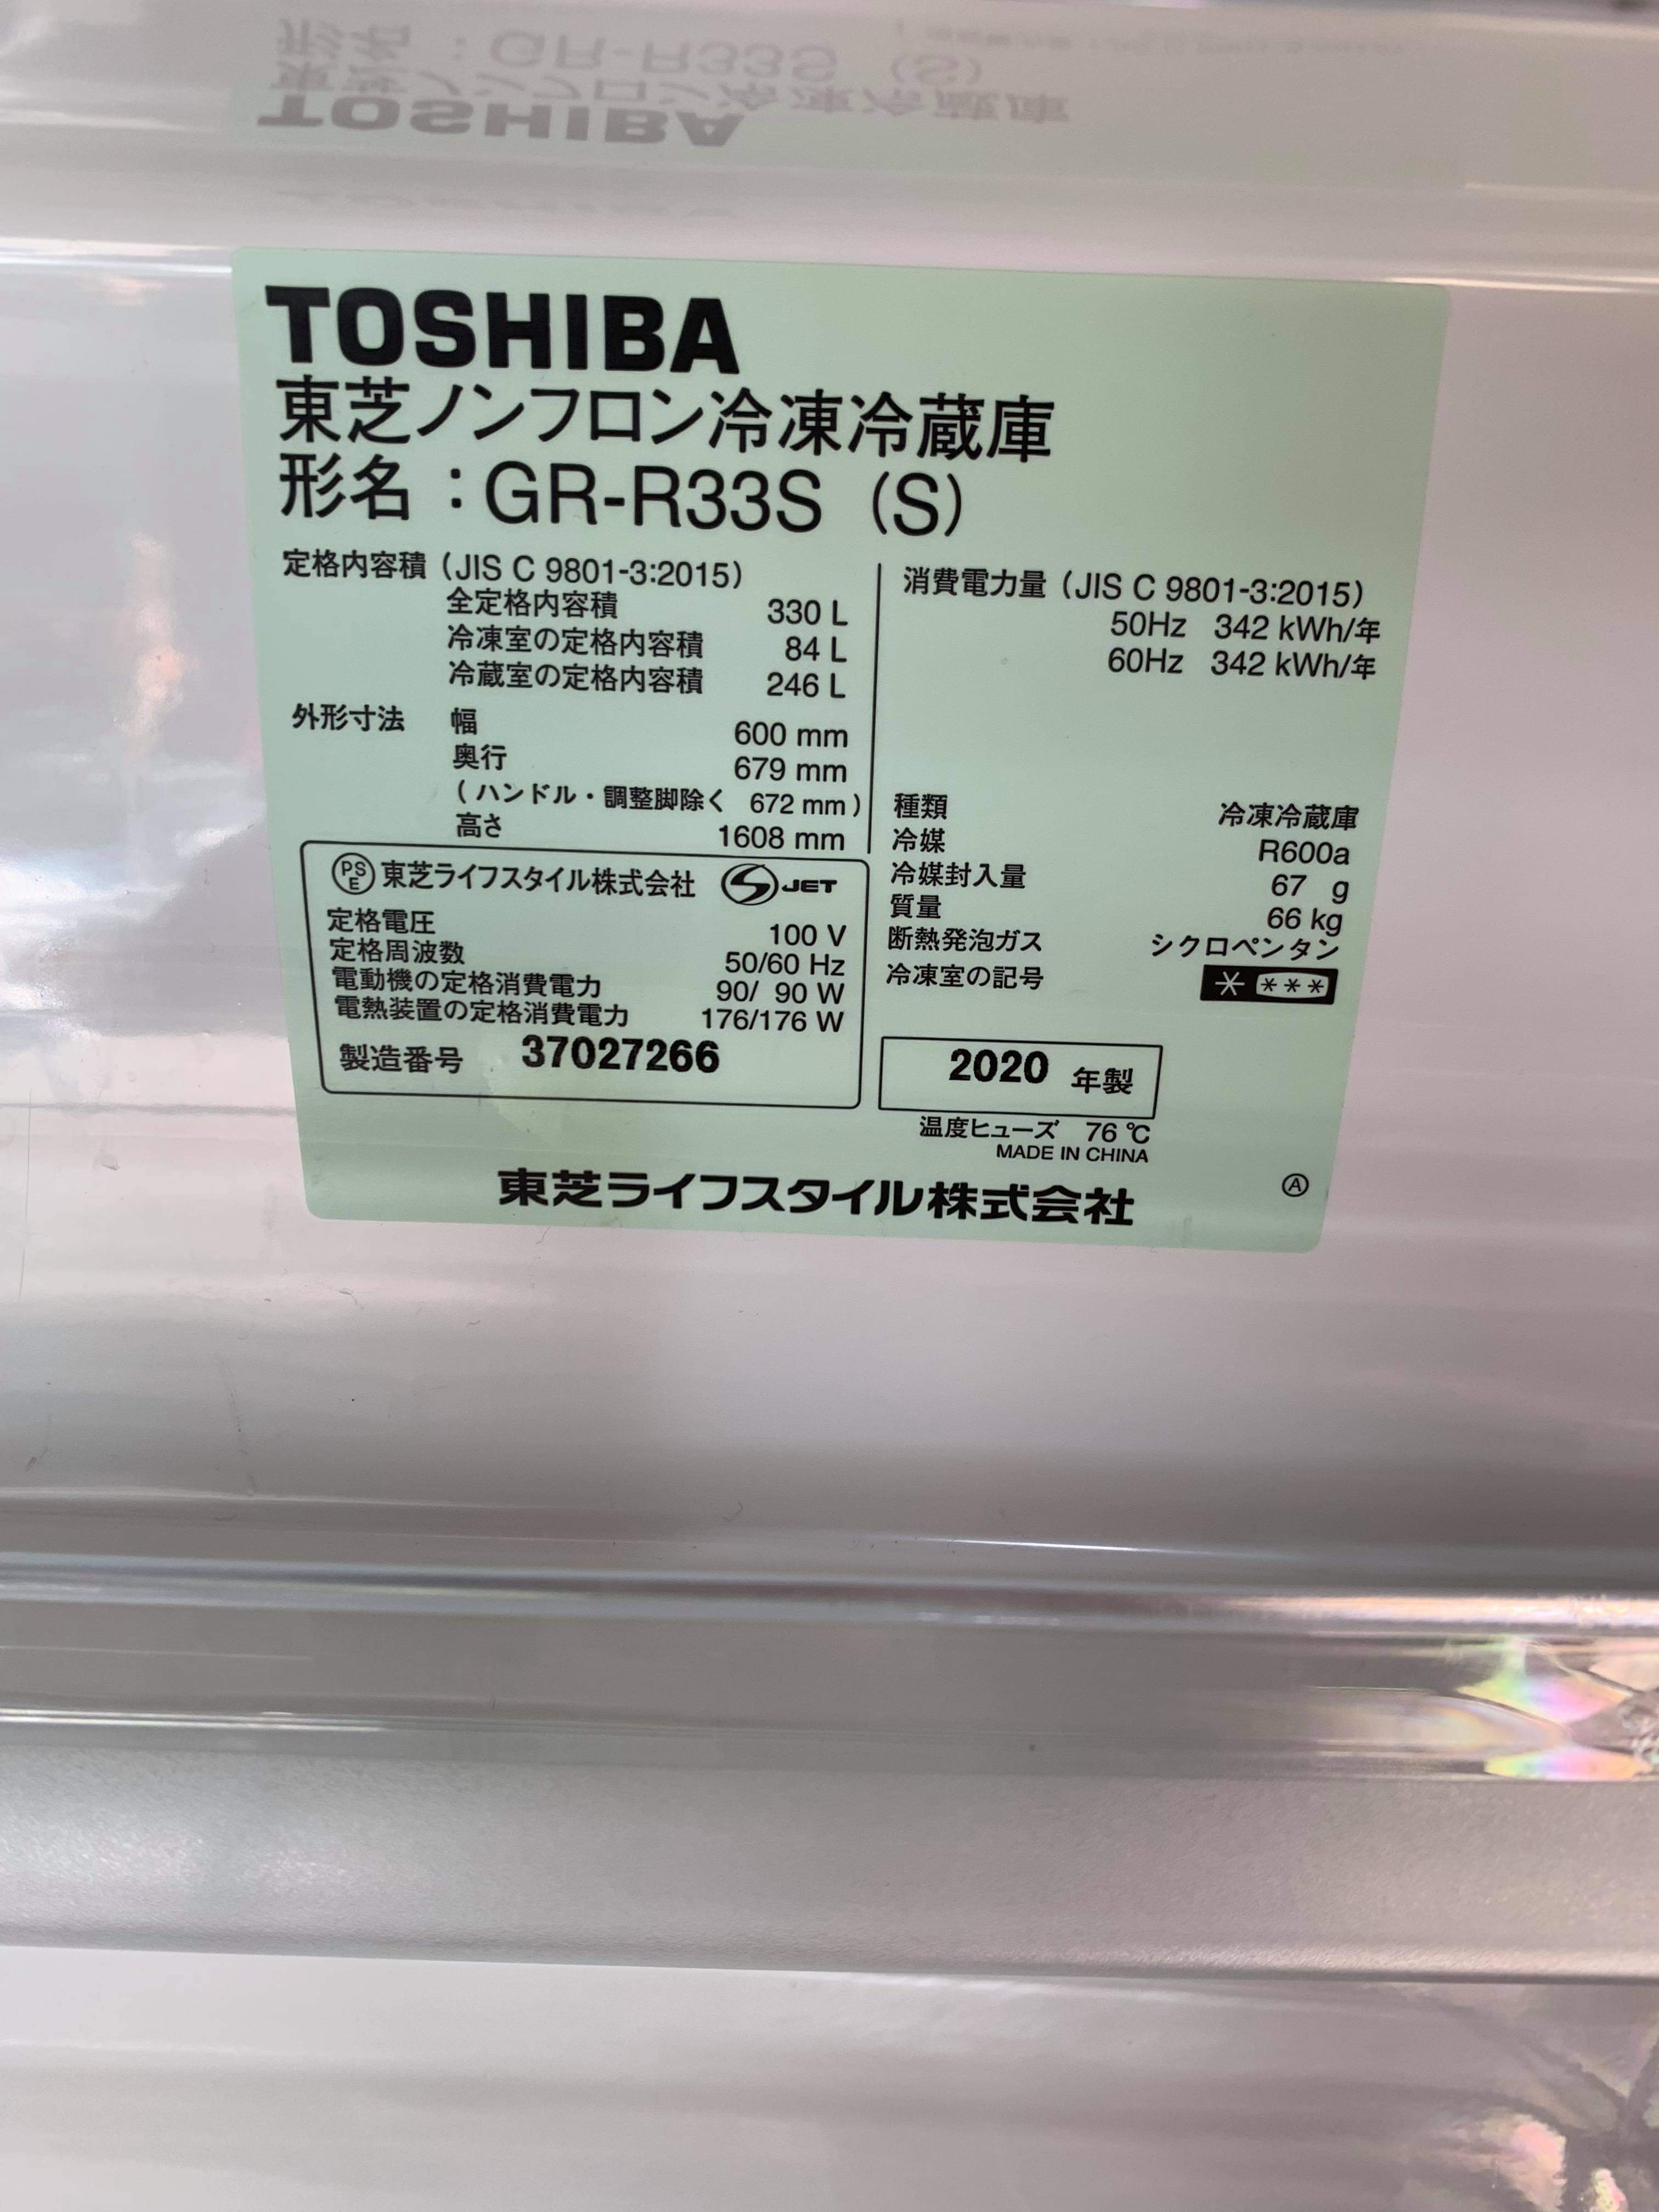 TOSHIBA
東芝ノンフロン冷凍冷蔵庫
形名：GR-R33S (S)
定格内容積 (JIS C 9801-3:2015)
全定格内容積 330 L
冷凍室の定格内容積 84 L
冷蔵室の定格内容積 246 L
外形寸法 幅 600 mm
奥行 679 mm
(ハンドル・調整脚除く 672 mm)
高さ 1608 mm
消費電力量 (JIS C 9801-3:2015)
50Hz 342 kWh/年
60Hz 342 kWh/年
種類 冷凍冷蔵庫
冷媒 R600a
冷媒封入量 67 g
質量 66 kg
断熱発泡ガス シクロペンタン
冷凍室の記号 * ***
PSE 東芝ライフスタイル株式会社 S JET
定格電圧 100 V
定格周波数 50/60 Hz
電動機の定格消費電力 90/ 90 W
電熱装置の定格消費電力 176/176 W
製造番号 37027266
2020 年製
温度ヒューズ 76 ℃
MADE IN CHINA
東芝ライフスタイル株式会社 Ⓐ